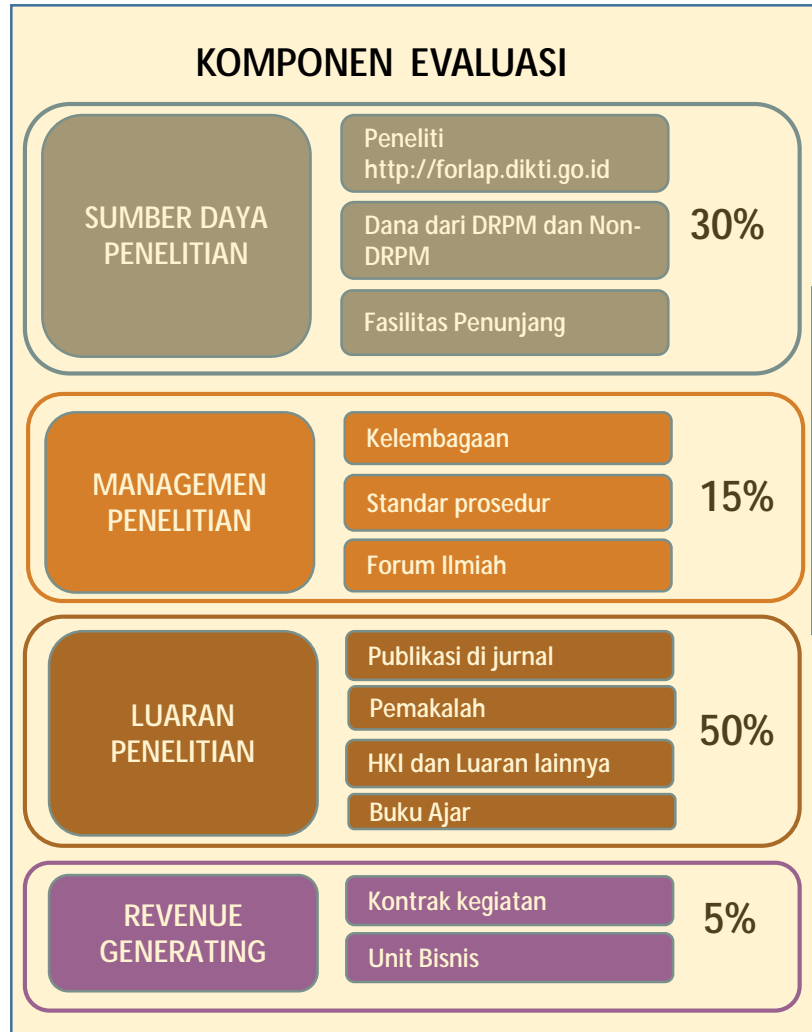 KOMPONEN EVALUASI
SUMBER DAYA
PENELITIAN
Peneliti
http://forlap.dikti.go.id
Dana dari DRPM dan Non-
DRPM
Fasilitas Penunjang
30%
MANAGEMEN
PENELITIAN
Kelembagaan
Standar prosedur
Forum Ilmiah
15%
LUARAN
PENELITIAN
Publikasi di jurnal
Pemakalah
HKI dan Luaran lainnya
Buku Ajar
50%
REVENUE
GENERATING
Kontrak kegiatan
Unit Bisnis
5%